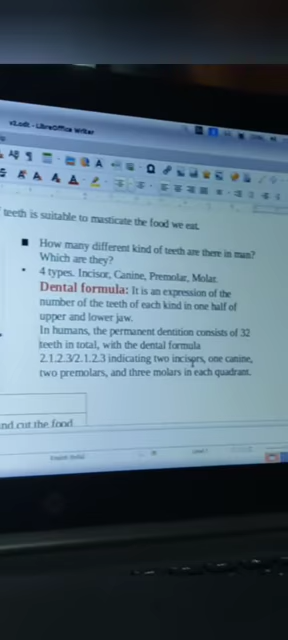 v2.odt - LibreOffice Writer
teeth is suitable to masticate the food we eat.
■ How many different kind of teeth are there in man?
Which are they?
• 4 types. Incisor, Canine, Premolar, Molar.
Dental formula: It is an expression of the
number of the teeth of each kind in one half of
upper and lower jaw.
In humans, the permanent dentition consists of 32
teeth in total, with the dental formula
2.1.2.3/2.1.2.3 indicating two incisors, one canine,
two premolars, and three molars in each quadrant.
nd cut the food